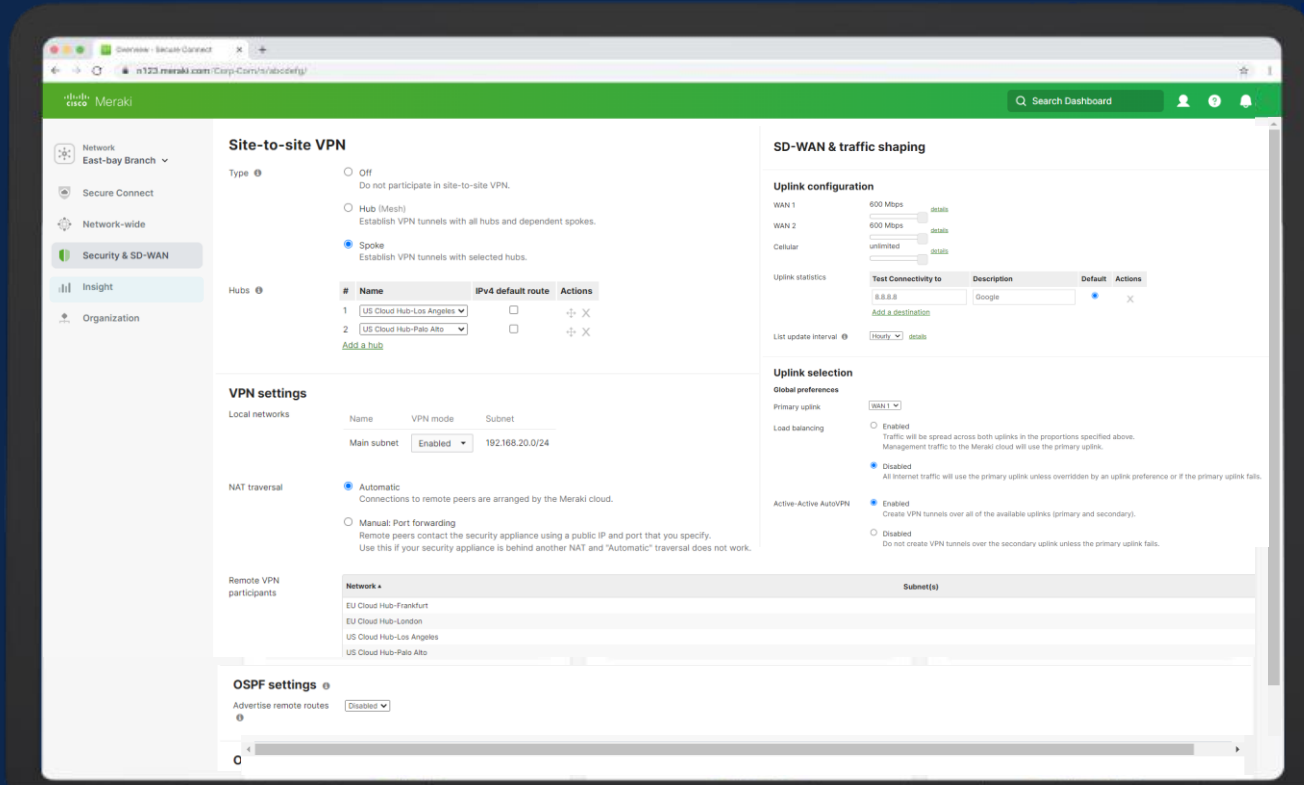 Overview - Secure Connect
n123.meraki.com/Corp-Com/n/abcdefg/
CISCO Meraki
Search Dashboard
Network
East-bay Branch
Secure Connect
Network-wide
Security & SD-WAN
Insight
Organization
Site-to-site VPN
Type
Off
Do not participate in site-to-site VPN.
Hub (Mesh)
Establish VPN tunnels with all hubs and dependent spokes.
Spoke
Establish VPN tunnels with selected hubs.
Hubs
# Name IPv4 default route Actions
1 US Cloud Hub-Los Angeles
2 US Cloud Hub-Palo Alto
Add a hub
VPN settings
Local networks
Name VPN mode Subnet
Main subnet Enabled 192.168.20.0/24
NAT traversal
Automatic
Connections to remote peers are arranged by the Meraki cloud.
Manual: Port forwarding
Remote peers contact the security appliance using a public IP and port that you specify.
Use this if your security appliance is behind another NAT and "Automatic" traversal does not work.
Remote VPN
participants
Network Subnet(s)
EU Cloud Hub-Frankfurt
EU Cloud Hub-London
US Cloud Hub-Los Angeles
US Cloud Hub-Palo Alto
OSPF settings
Advertise remote routes Disabled
SD-WAN & traffic shaping
Uplink configuration
WAN 1 600 Mbps details
WAN 2 600 Mbps details
Cellular unlimited details
Uplink statistics
Test Connectivity to Description Default Actions
8.8.8.8 Google X
Add a destination
List update interval Hourly details
Uplink selection
Global preferences
Primary uplink WAN 1
Load balancing
Enabled
Traffic will be spread across both uplinks in the proportions specified above.
Management traffic to the Meraki cloud will use the primary uplink.
Disabled
All Internet traffic will use the primary uplink unless overridden by an uplink preference or if the primary uplink fails.
Active-Active AutoVPN
Enabled
Create VPN tunnels over all of the available uplinks (primary and secondary).
Disabled
Do not create VPN tunnels over the secondary uplink unless the primary uplink fails.